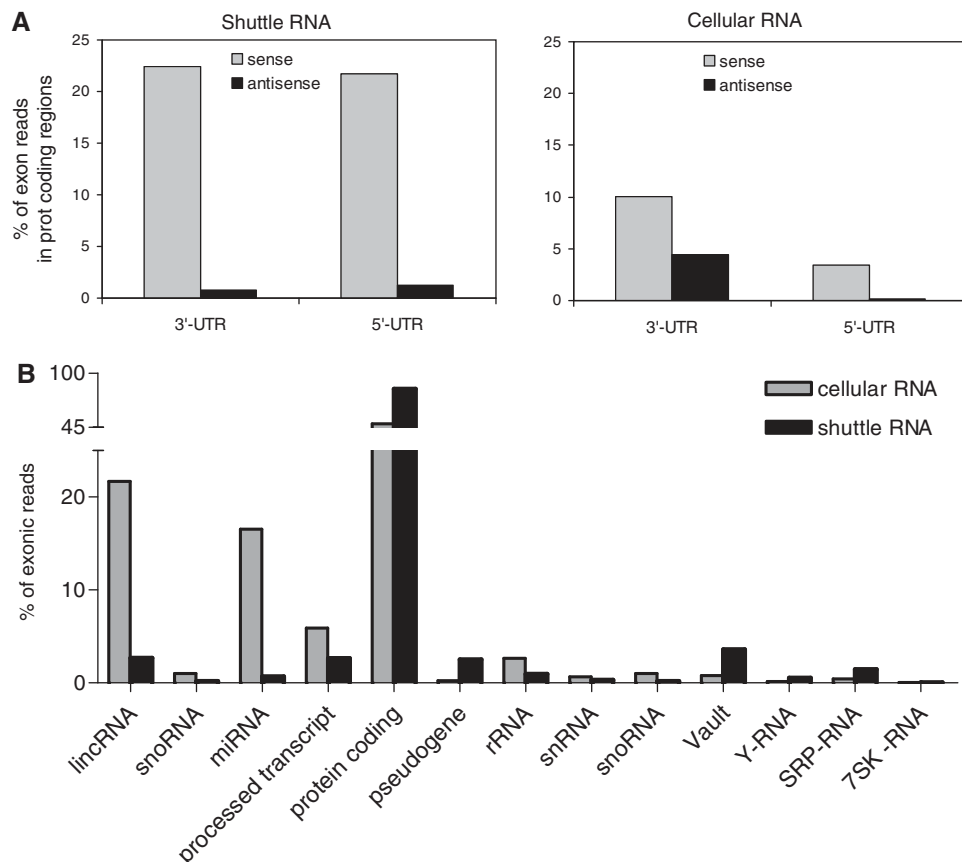 A
Shuttle RNA
Cellular RNA
% of exon reads
in prot coding regions
25
20
15
10
5
0
sense
antisense
3'-UTR
5'-UTR
25
20
15
10
5
0
sense
antisense
3'-UTR
5'-UTR
B
% of exonic reads
100
45
20
10
0
cellular RNA
shuttle RNA
lincRNA
snoRNA
miRNA
processed transcript
protein coding
pseudogene
rRNA
snRNA
snoRNA
Vault
Y-RNA
SRP-RNA
7SK -RNA